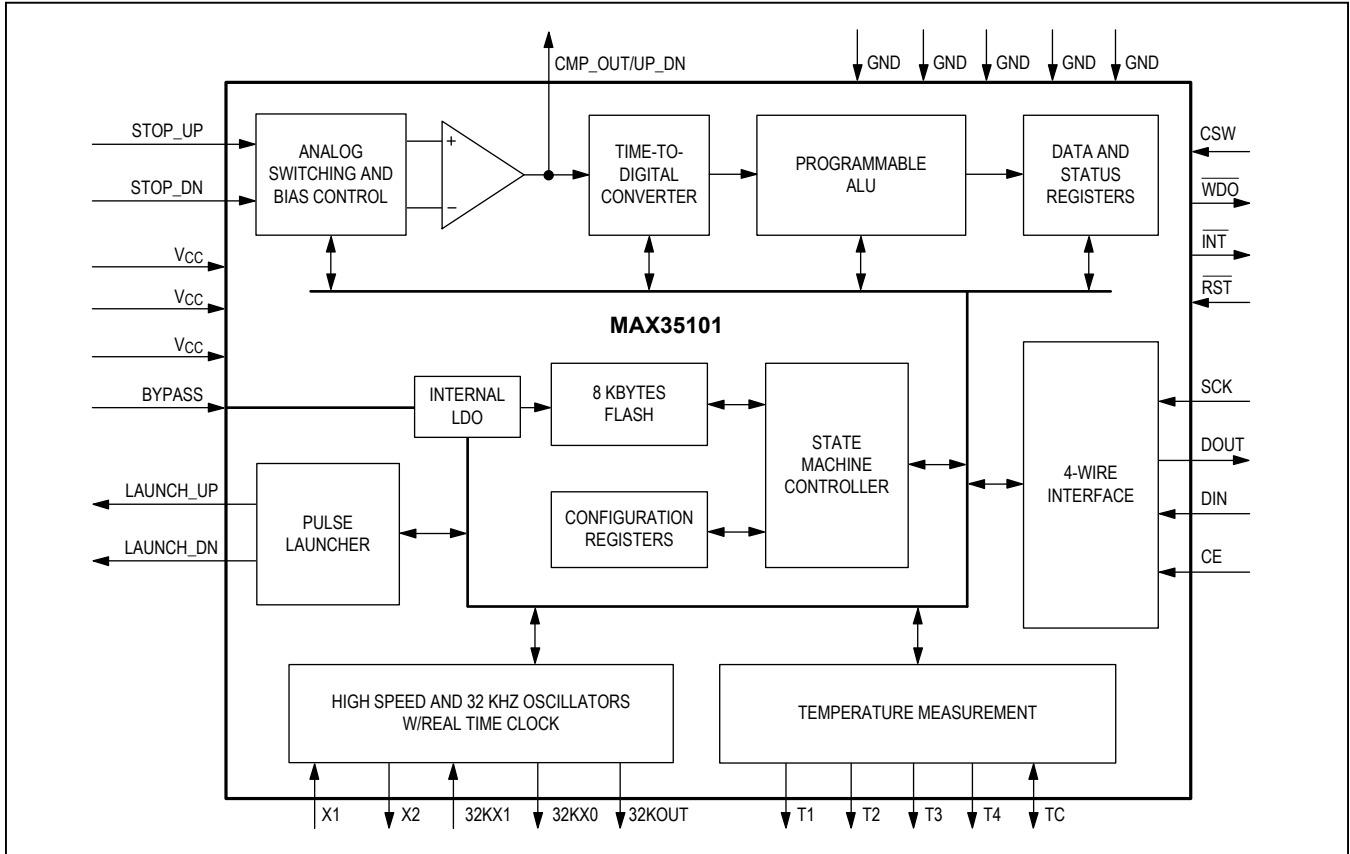 CMP_OUT/UP_DN
GND
GND
GND
GND
GND
STOP_UP
STOP_DN
VCC
VCC
VCC
BYPASS
LAUNCH_UP
LAUNCH_DN
ANALOG
SWITCHING AND
BIAS CONTROL
+
−
TIME-TO-
DIGITAL
CONVERTER
PROGRAMMABLE
ALU
DATA AND
STATUS
REGISTERS
CSW
WDO
INT
RST
MAX35101
INTERNAL
LDO
8 KBYTES
FLASH
STATE
MACHINE
CONTROLLER
CONFIGURATION
REGISTERS
PULSE
LAUNCHER
4-WIRE
INTERFACE
SCK
DOUT
DIN
CE
HIGH SPEED AND 32 KHZ OSCILLATORS
W/REAL TIME CLOCK
TEMPERATURE MEASUREMENT
X1
X2
32KX1
32KX0
32KOUT
T1
T2
T3
T4
TC